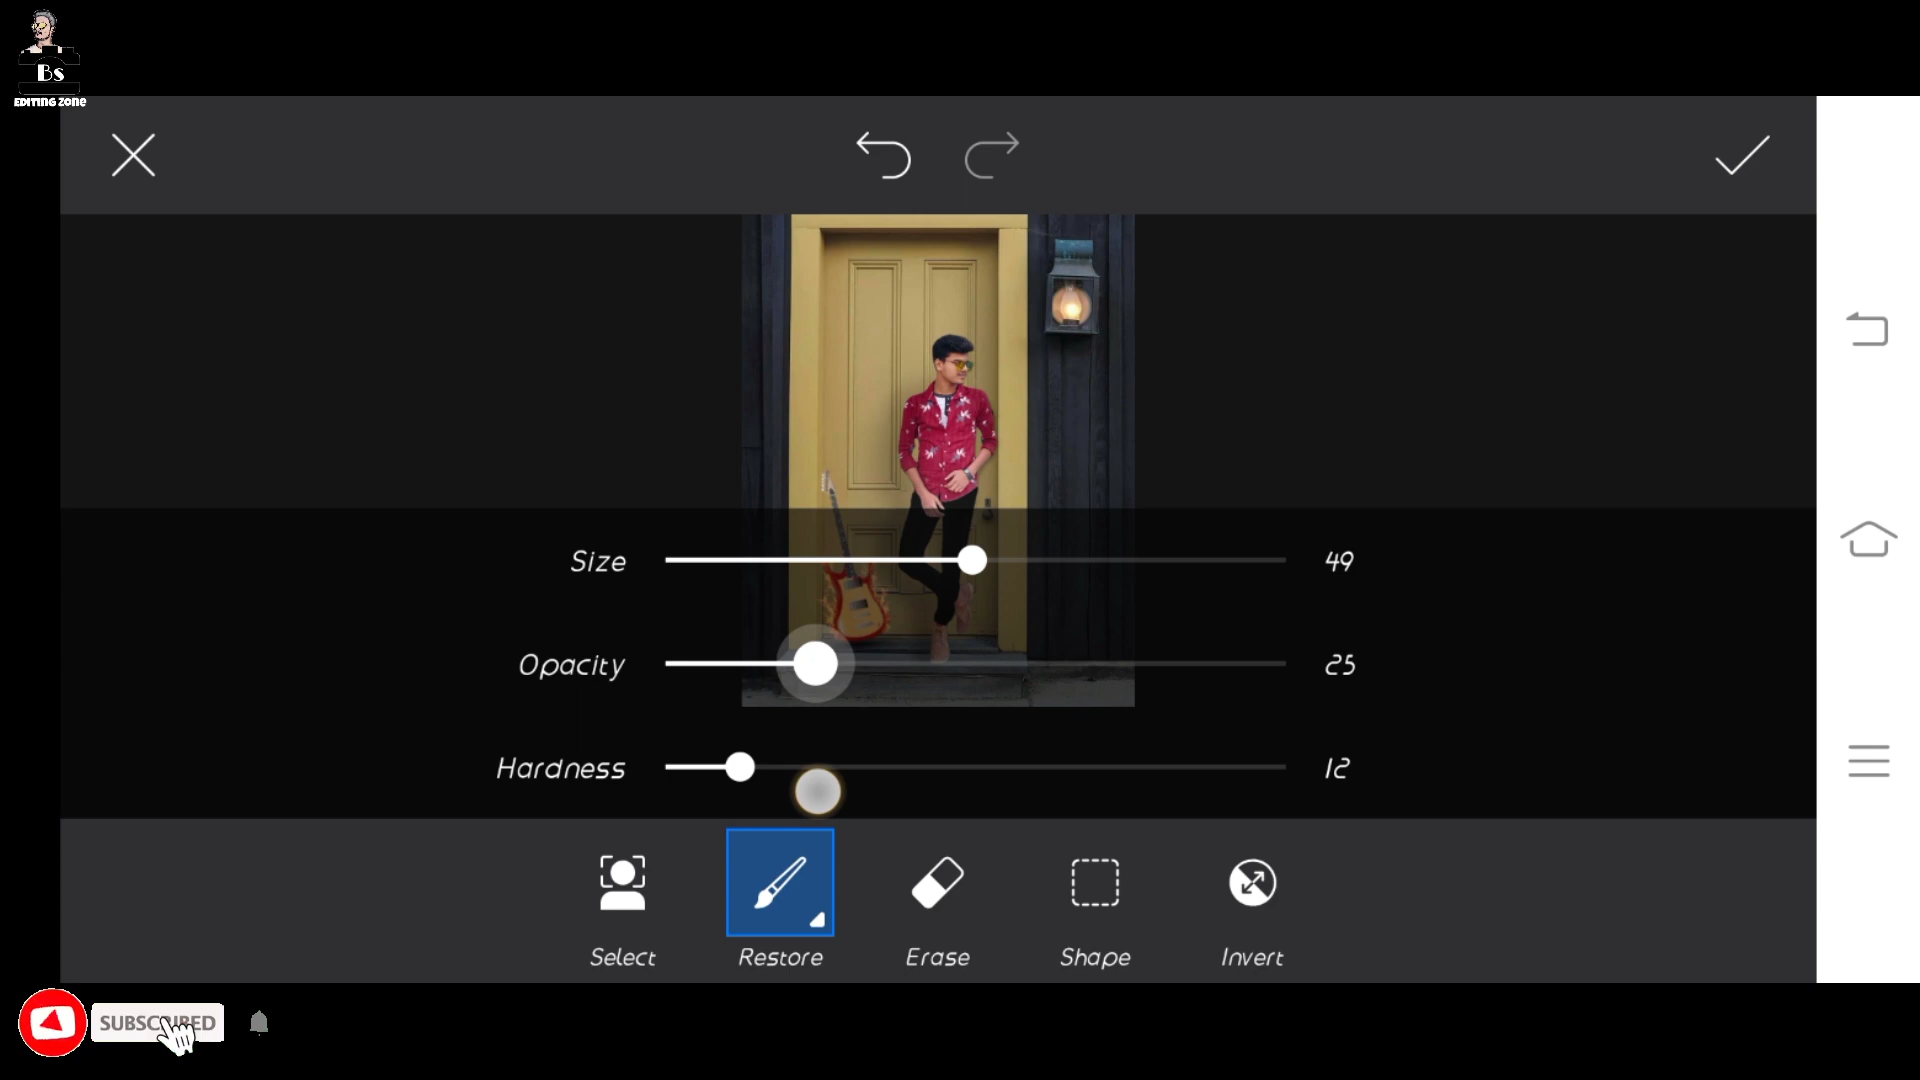 Bs
EDITING ZONE
Size 49
Opacity 25
Hardness 12
Select Restore Erase Shape Invert
SUBSCRIBED